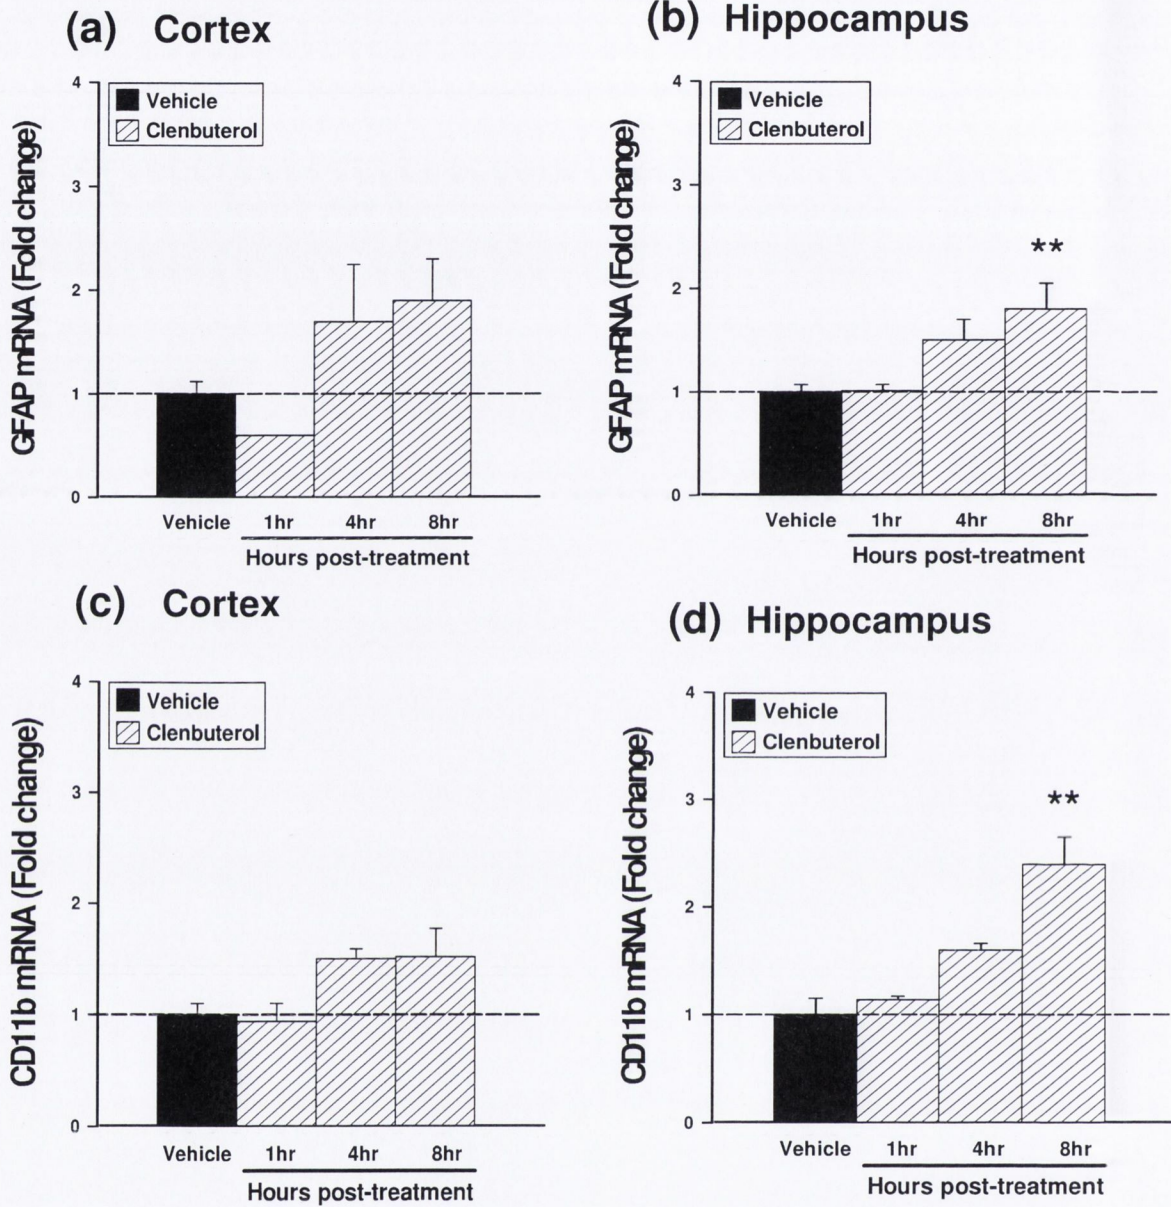 (a) Cortex
4
3
2
1
0
GFAP mRNA (Fold change)
Vehicle
Clenbuterol
Vehicle 1hr 4hr 8hr
Hours post-treatment
(b) Hippocampus
4
3
2
1
0
GFAP mRNA (Fold change)
Vehicle
Clenbuterol
**
Vehicle 1hr 4hr 8hr
Hours post-treatment
(c) Cortex
4
3
2
1
0
CD11b mRNA (Fold change)
Vehicle
Clenbuterol
Vehicle 1hr 4hr 8hr
Hours post-treatment
(d) Hippocampus
4
3
2
1
0
CD11b mRNA (Fold change)
Vehicle
Clenbuterol
**
Vehicle 1hr 4hr 8hr
Hours post-treatment